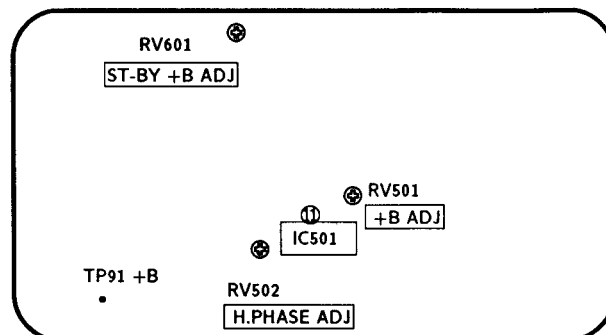 RV601
ST-BY +B ADJ
RV501
+B ADJ
11
IC501
TP91 +B
RV502
H.PHASE ADJ